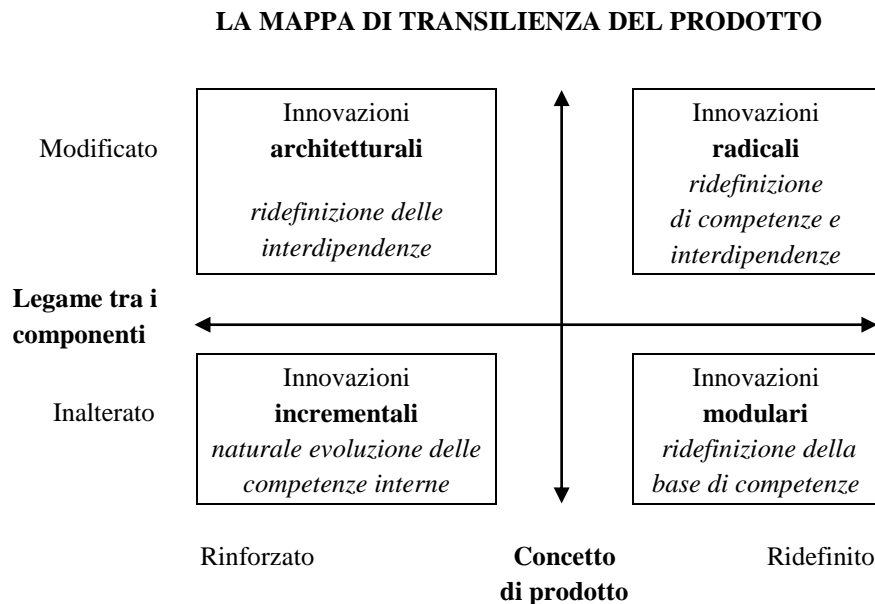 LA MAPPA DI TRANSILIENZA DEL PRODOTTO
Modificato
Innovazioni
architetturali
ridefinizione delle
interdipendenze
Innovazioni
radicali
ridefinizione
di competenze e
interdipendenze
Legame tra i
componenti
Inalterato
Innovazioni
incrementali
naturale evoluzione delle
competenze interne
Innovazioni
modulari
ridefinizione della
base di competenze
Rinforzato
Concetto
di prodotto
Ridefinito